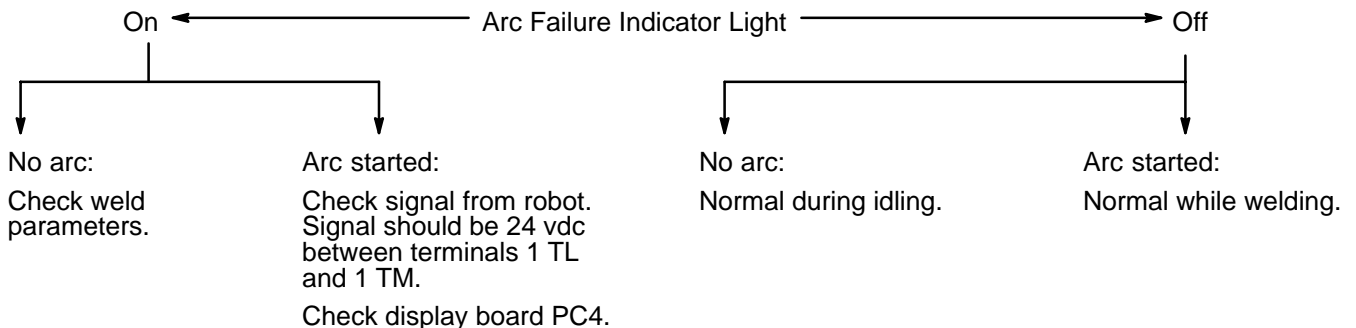 On Arc Failure Indicator Light Off
No arc:
Check weld
parameters.
Arc started:
Check signal from robot.
Signal should be 24 vdc
between terminals 1 TL
and 1 TM.
Check display board PC4.
No arc:
Normal during idling.
Arc started:
Normal while welding.